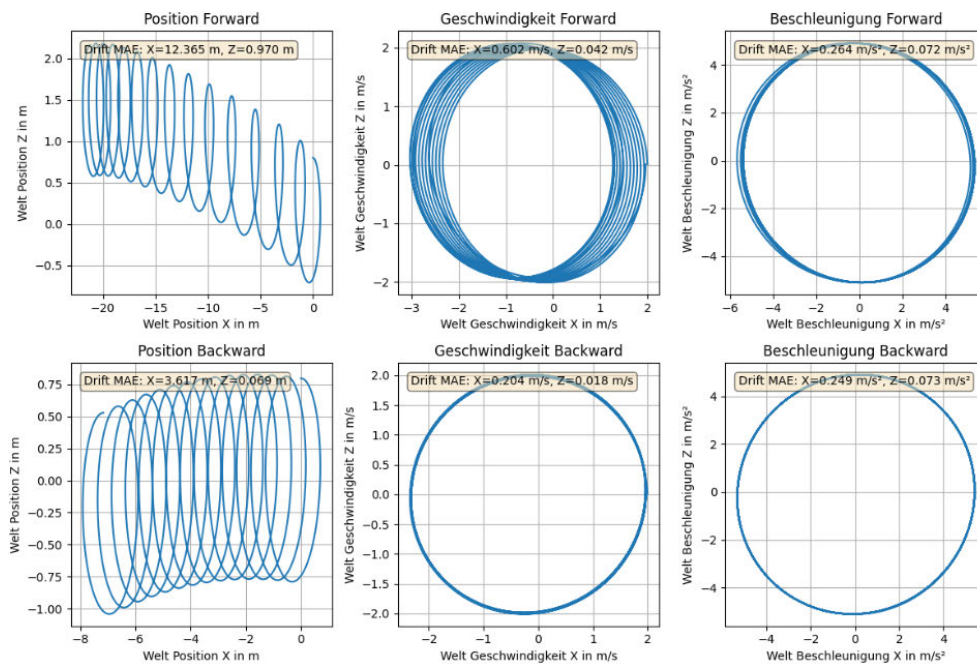 Position Forward
Drift MAE: X=12.365 m, Z=0.970 m
Welt Position Z in m
2.0
1.5
1.0
0.5
0.0
−0.5
−20
−15
−10
−5
0
Welt Position X in m
Geschwindigkeit Forward
Drift MAE: X=0.602 m/s, Z=0.042 m/s
Welt Geschwindigkeit Z in m/s
2
1
0
−1
−2
−3
−2
−1
0
1
2
Welt Geschwindigkeit X in m/s
Beschleunigung Forward
Drift MAE: X=0.264 m/s², Z=0.072 m/s²
Welt Beschleunigung Z in m/s²
4
2
0
−2
−4
−6
−4
−2
0
2
4
Welt Beschleunigung X in m/s²
Position Backward
Drift MAE: X=3.617 m, Z=0.069 m
Welt Position Z in m
0.75
0.50
0.25
0.00
−0.25
−0.50
−0.75
−1.00
−8
−6
−4
−2
0
Welt Position X in m
Geschwindigkeit Backward
Drift MAE: X=0.204 m/s, Z=0.018 m/s
Welt Geschwindigkeit Z in m/s
2.0
1.5
1.0
0.5
0.0
−0.5
−1.0
−1.5
−2.0
−2
−1
0
1
2
Welt Geschwindigkeit X in m/s
Beschleunigung Backward
Drift MAE: X=0.249 m/s², Z=0.073 m/s²
Welt Beschleunigung Z in m/s²
4
2
0
−2
−4
−4
−2
0
2
4
Welt Beschleunigung X in m/s²